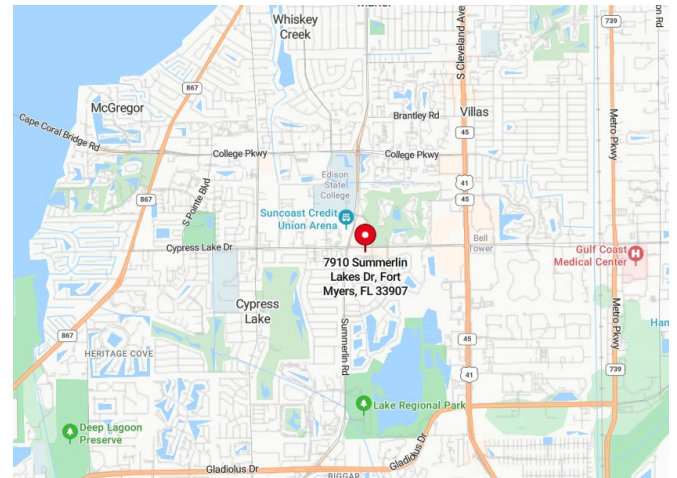 Whiskey
Creek
739
S Cleveland Ave
on Rd
867
McGregor
Cape Coral Bridge Rd
Brantley Rd
Villas
45
Metro Pkwy
College Pkwy
College Pkwy
Edison
State
College
41
45
867
S Pointe Blvd
Suncoast Credit
Union Arena
Cypress Lake Dr
Bell
Tower
Gulf Coast
Medical Center
7910 Summerlin
Lakes Dr, Fort
Myers, FL 33907
Cypress
Lake
Summerlin Rd
Metro Pkwy
Han
867
HERITAGE COVE
45
41
739
Lake Regional Park
Deep Lagoon
Preserve
Gladiolus Dr
Gladiolus Dr
BIGGAR